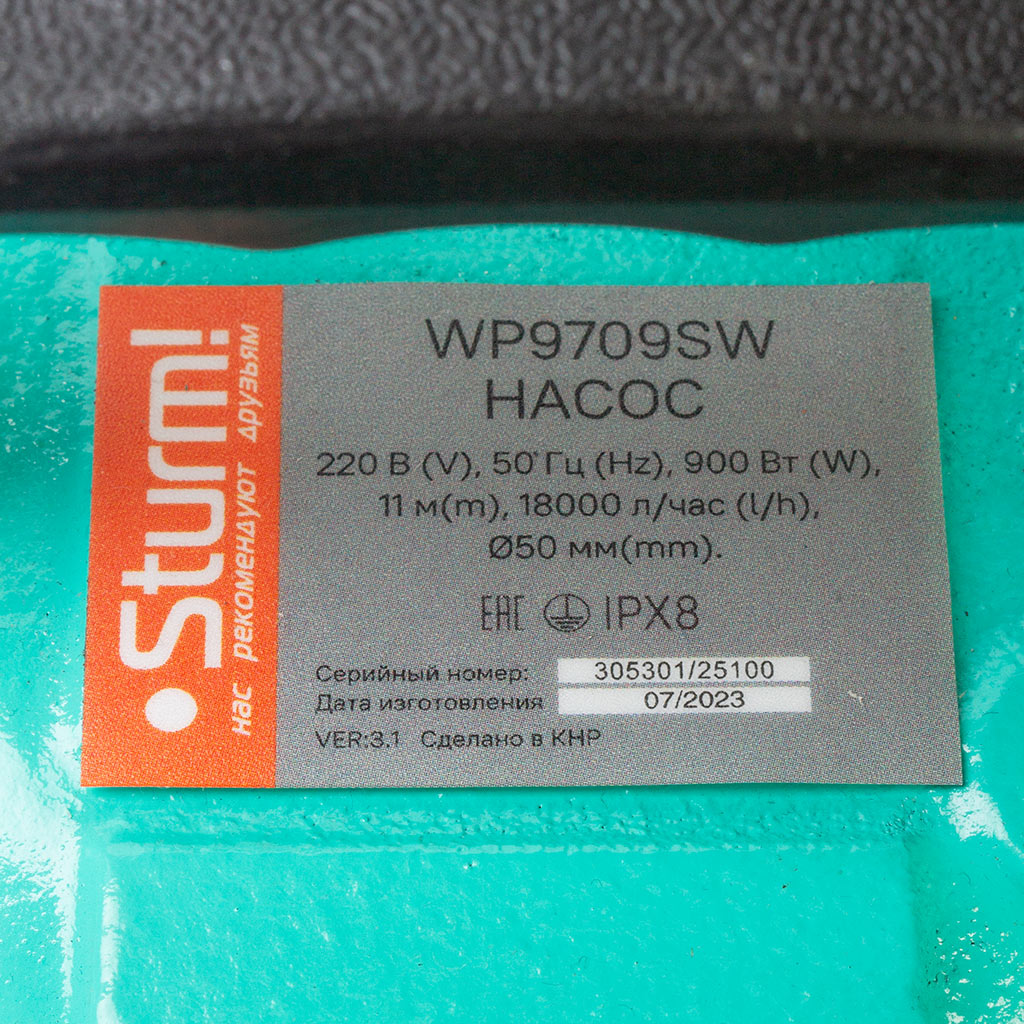 •Sturm!
нас рекомендуют друзьям
WP9709SW
НАСОС
220 В (V), 50 Гц (Hz), 900 Вт (W),
11 м(m), 18000 л/час (l/h),
Ø50 мм(mm).
EAC IPX8
Серийный номер: 305301/25100
Дата изготовления 07/2023
VER:3.1 Сделано в КНР